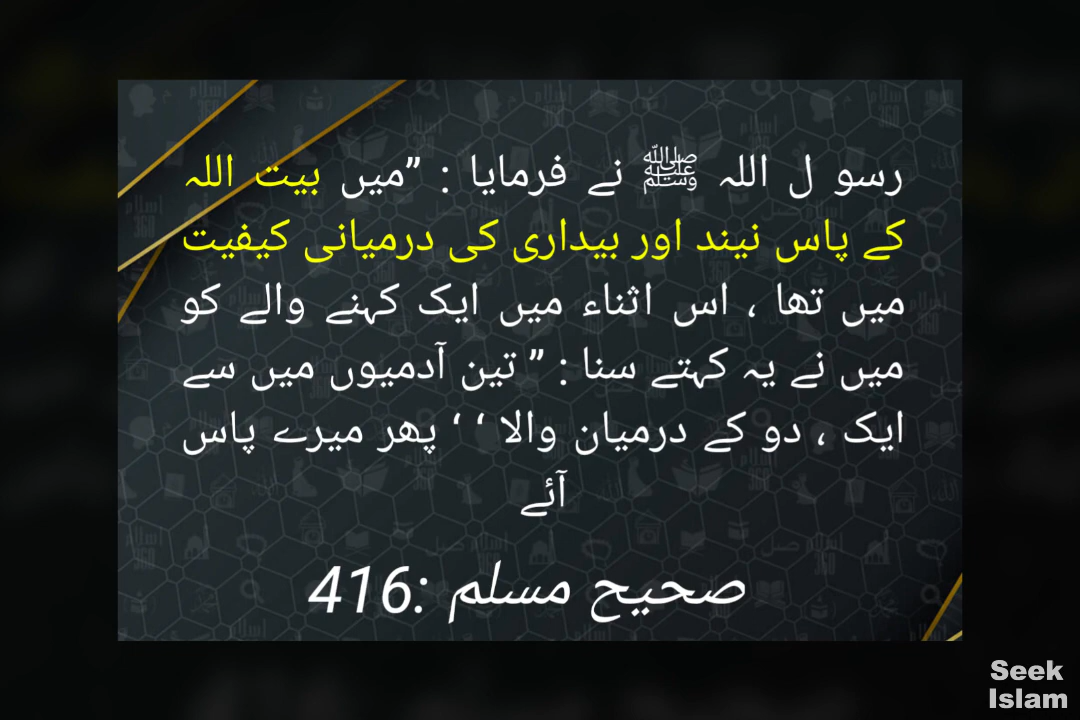 رسو ل اللہ ﷺ نے فرمایا : ”میں بیت اللہ
کے پاس نیند اور بیداری کی درمیانی کیفیت
میں تھا ، اس اثناء میں ایک کہنے والے کو
میں نے یہ کہتے سنا : ” تین آدمیوں میں سے
ایک ، دو کے درمیان والا ‘ ‘ پھر میرے پاس
آئے
صحیح مسلم :416
Seek
Islam